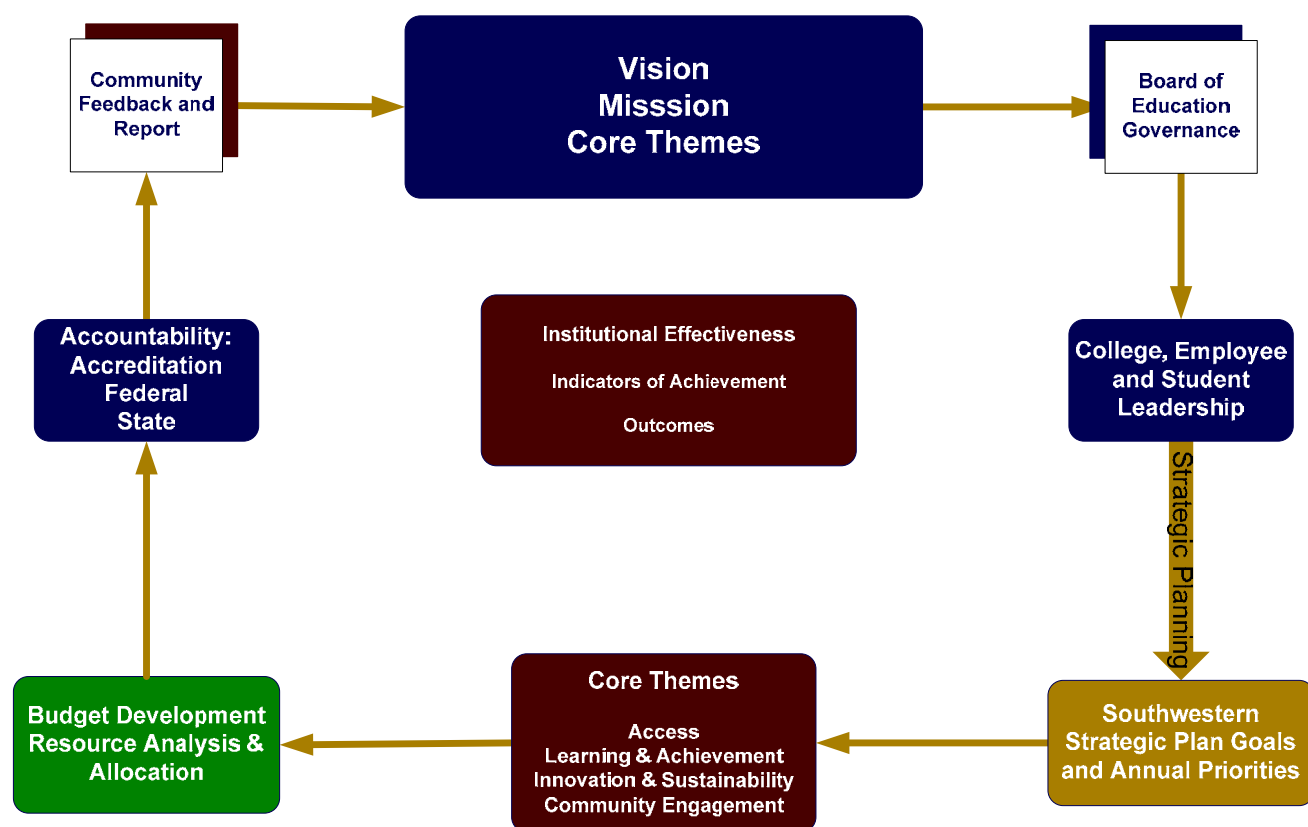 Community
Feedback and
Report
Vision
Misssion
Core Themes
Board of
Education
Governance
Accountability:
Accreditation
Federal
State
Institutional Effectiveness
Indicators of Achievement
Outcomes
College, Employee
and Student
Leadership
Strategic Planning
Budget Development
Resource Analysis &
Allocation
Core Themes
Access
Learning & Achievement
Innovation & Sustainability
Community Engagement
Southwestern
Strategic Plan Goals
and Annual Priorities